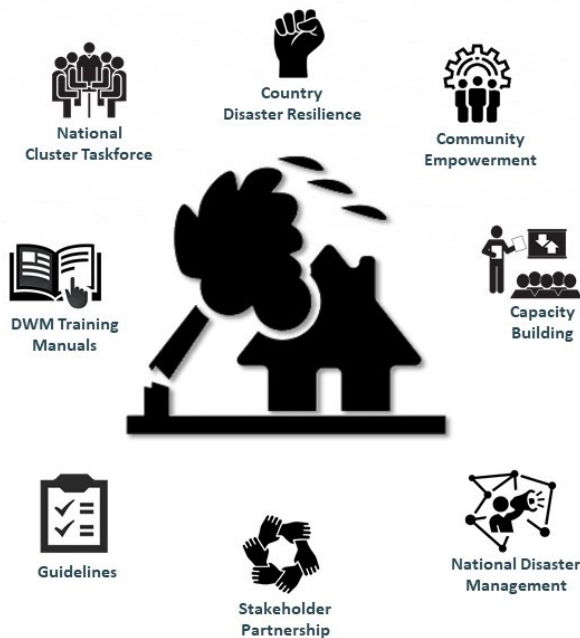 Country
Disaster Resilience
National
Cluster Taskforce
Community
Empowerment
DWM Training
Manuals
Capacity
Building
Guidelines
National Disaster
Management
Stakeholder
Partnership